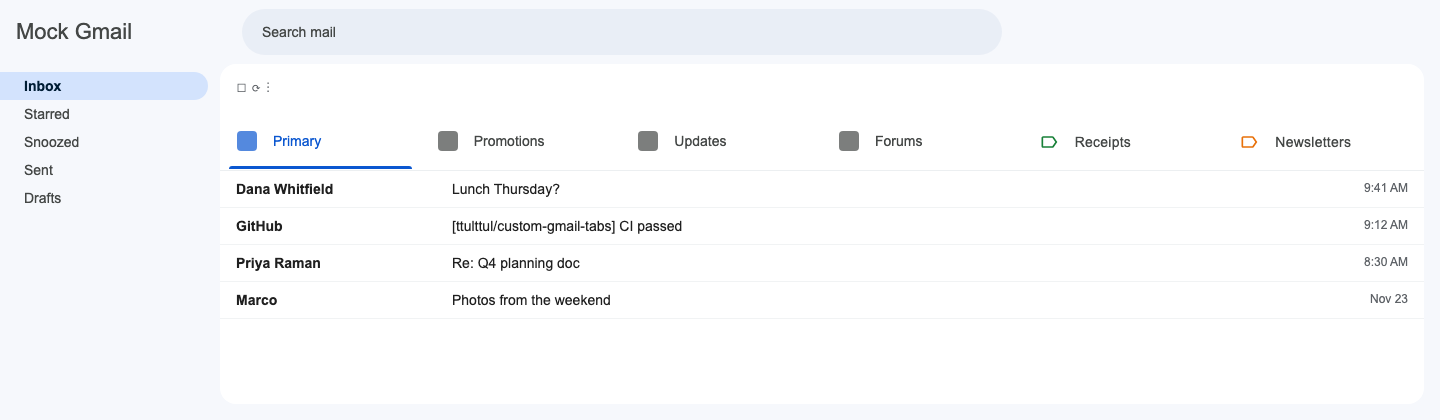 Mock Gmail
Search mail
Inbox
Starred
Snoozed
Sent
Drafts
Primary
Promotions
Updates
Forums
Receipts
Newsletters
Dana Whitfield Lunch Thursday? 9:41 AM
GitHub [ttulttul/custom-gmail-tabs] CI passed 9:12 AM
Priya Raman Re: Q4 planning doc 8:30 AM
Marco Photos from the weekend Nov 23